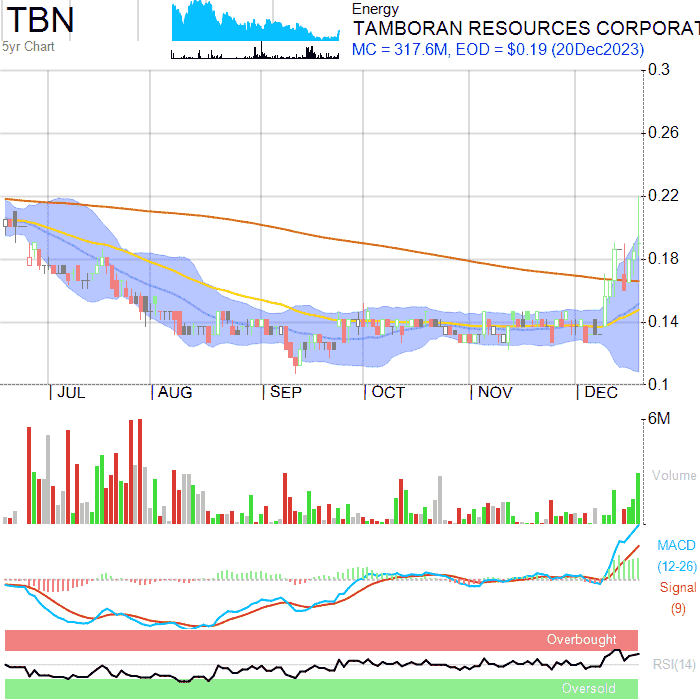 TBN
5yr Chart
Energy
TAMBORAN RESOURCES CORPORAT
MC = 317.6M, EOD = $0.19 (20Dec2023)
0.3
0.26
0.22
0.18
0.14
0.1
JUL AUG SEP OCT NOV DEC
6M
Volume
MACD
(12-26)
Signal
(9)
Overbought
RSI(14)
Oversold